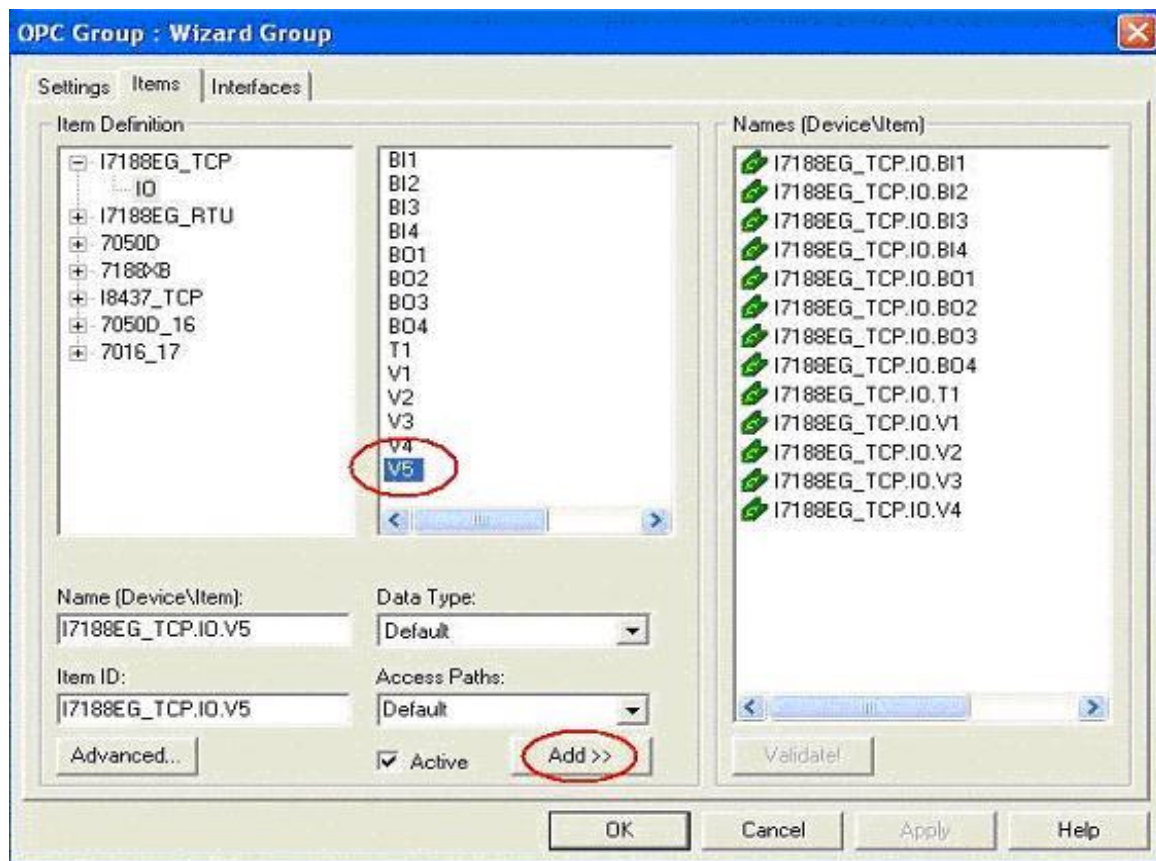 OPC Group : Wizard Group
Settings Items Interfaces
Item Definition
I7188EG_TCP
IO
I7188EG_RTU
7050D
7188XB
I8437_TCP
7050D_16
7016_17
BI1
BI2
BI3
BI4
BO1
BO2
BO3
BO4
T1
V1
V2
V3
V4
V5
Name (Device\Item):
I7188EG_TCP.IO.V5
Data Type:
Default
Item ID:
I7188EG_TCP.IO.V5
Access Paths:
Default
Advanced...
Active
Add >>
Names (Device\Item)
I7188EG_TCP.IO.BI1
I7188EG_TCP.IO.BI2
I7188EG_TCP.IO.BI3
I7188EG_TCP.IO.BI4
I7188EG_TCP.IO.BO1
I7188EG_TCP.IO.BO2
I7188EG_TCP.IO.BO3
I7188EG_TCP.IO.BO4
I7188EG_TCP.IO.T1
I7188EG_TCP.IO.V1
I7188EG_TCP.IO.V2
I7188EG_TCP.IO.V3
I7188EG_TCP.IO.V4
Validate!
OK Cancel Apply Help